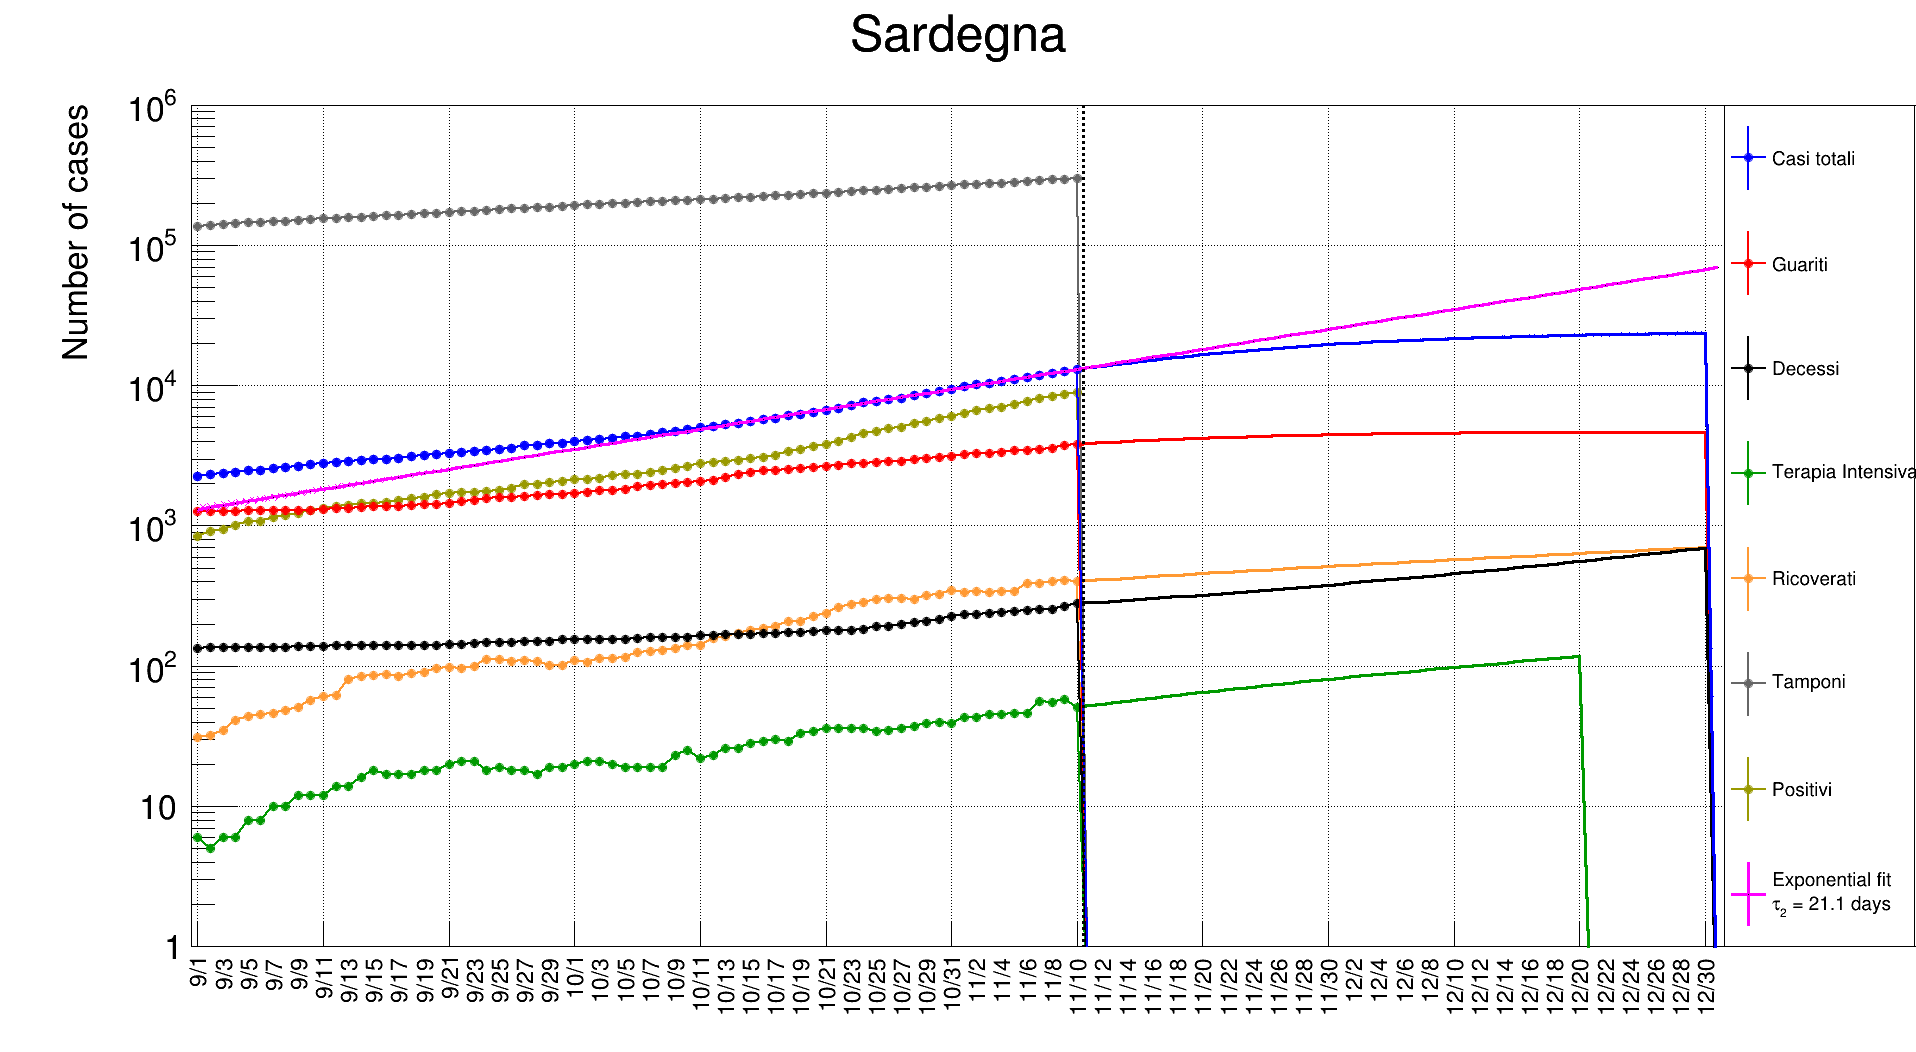 Sardegna
Number of cases
10^6
10^5
10^4
10^3
10^2
10
1
9/1 9/3 9/5 9/7 9/9 9/11 9/13 9/15 9/17 9/19 9/21 9/23 9/25 9/27 9/29 10/1 10/3 10/5 10/7 10/9 10/11 10/13 10/15 10/17 10/19 10/21 10/23 10/25 10/27 10/29 10/31 11/2 11/4 11/6 11/8 11/10 11/12 11/14 11/16 11/18 11/20 11/22 11/24 11/26 11/28 11/30 12/2 12/4 12/6 12/8 12/10 12/12 12/14 12/16 12/18 12/20 12/22 12/24 12/26 12/28 12/30
Casi totali
Guariti
Decessi
Terapia Intensiva
Ricoverati
Tamponi
Positivi
Exponential fit
τ₂ = 21.1 days